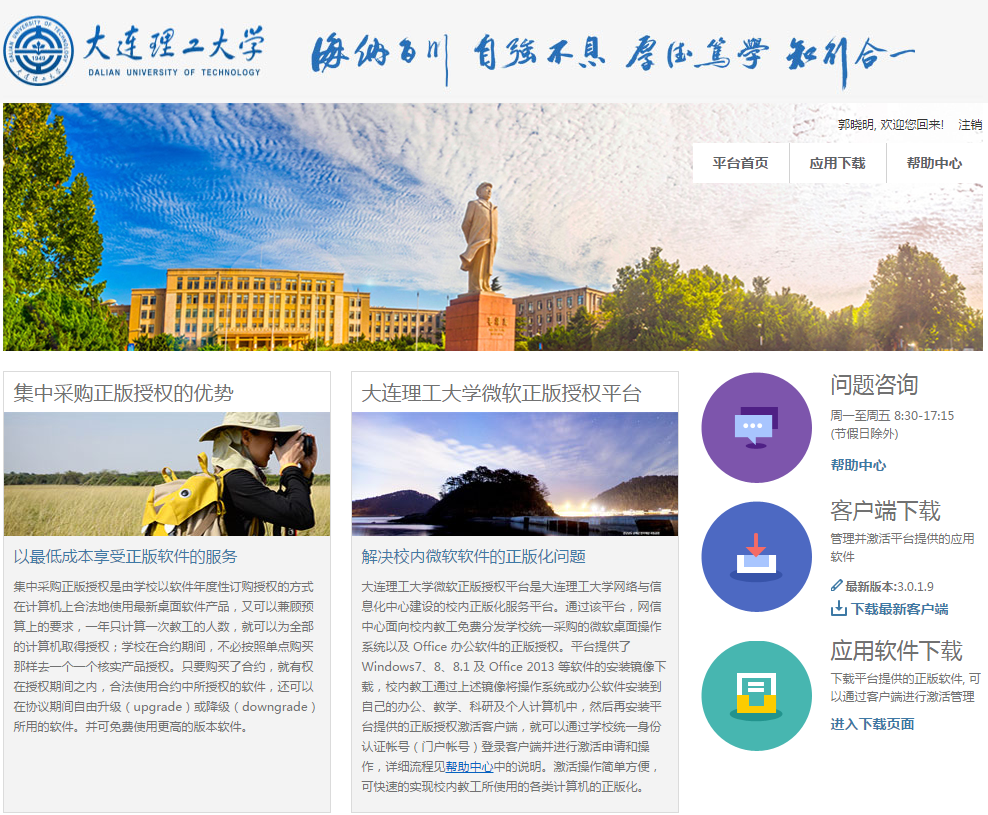 大连理工大学
DALIAN UNIVERSITY OF TECHNOLOGY
海纳百川 自强不息 厚德笃学 知行合一
DALIAN UNIVERSITY OF TECHNOLOGY
1949
大连理工大学
郭晓明, 欢迎您回来! 注销
平台首页 应用下载 帮助中心
集中采购正版授权的优势
以最低成本享受正版软件的服务
集中采购正版授权是由学校以软件年度性订购授权的方式
在计算机上合法地使用最新桌面软件产品，又可以兼顾预
算上的要求，一年只计算一次教工的人数，就可以为全部
的计算机取得授权；学校在合约期间，不必按照单点购买
那样去一个一个核实产品授权。只要购买了合约，就有权
在授权期间之内，合法使用合约中所授权的软件，还可以
在协议期间自由升级（upgrade）或降级（downgrade）
所用的软件。并可免费使用更高的版本软件。
大连理工大学微软正版授权平台
解决校内微软软件的正版化问题
大连理工大学微软正版授权平台是大连理工大学网络与信
息化中心建设的校内正版化服务平台。通过该平台，网信
中心面向校内教工免费分发学校统一采购的微软桌面操作
系统以及 Office 办公软件的正版授权。平台提供了
Windows7、8、8.1 及 Office 2013 等软件的安装镜像下
载，校内教工通过上述镜像将操作系统或办公软件安装到
自己的办公、教学、科研及个人计算机中，然后再安装平
台提供的正版授权激活客户端，就可以通过学校统一身份
认证帐号（门户帐号）登录客户端并进行激活申请和操
作，详细流程见帮助中心中的说明。激活操作简单方便，
可快速的实现校内教工所使用的各类计算机的正版化。
问题咨询
周一至周五 8:30-17:15
(节假日除外)
帮助中心
客户端下载
管理并激活平台提供的应用
软件
最新版本:3.0.1.9
下载最新客户端
应用软件下载
下载平台提供的正版软件, 可
以通过客户端进行激活管理
进入下载页面